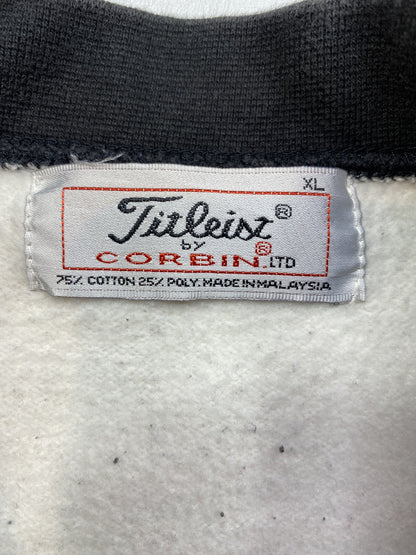 XL
Titleist®
by
CORBIN®.LTD
75% COTTON 25% POLY. MADE IN MALAYSIA